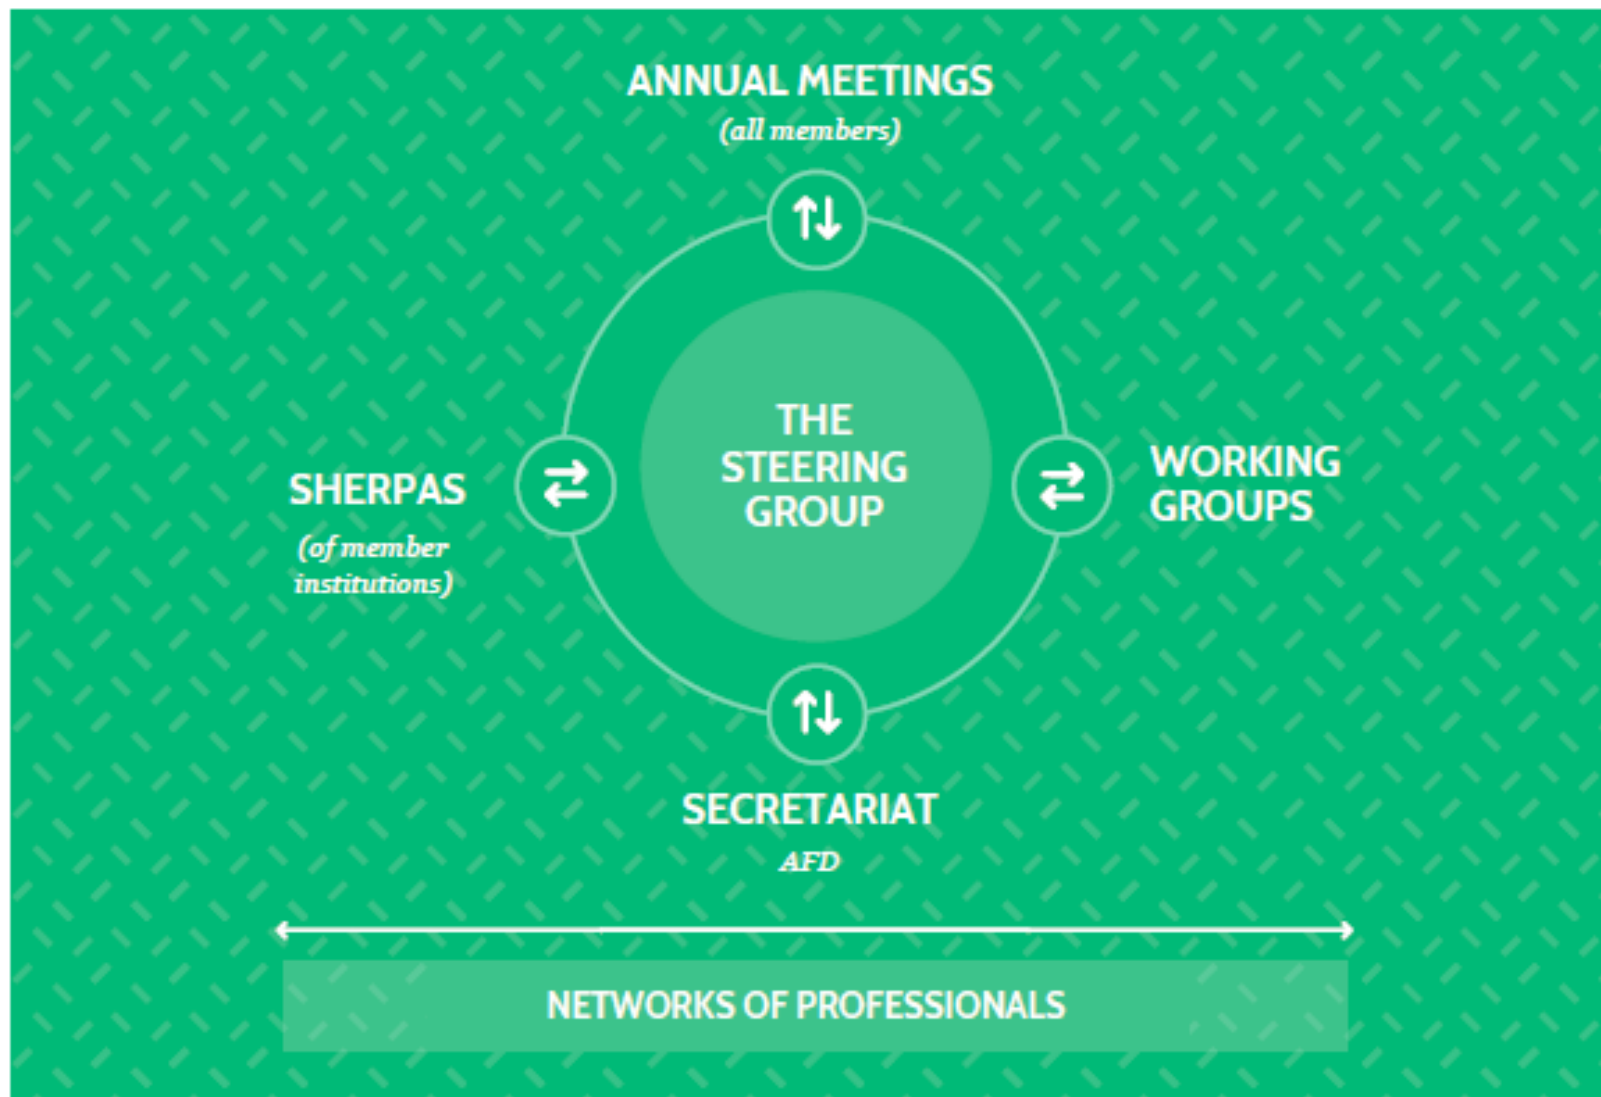 ANNUAL MEETINGS
(all members)
THE
STEERING
GROUP
SHERPAS
(of member
institutions)
WORKING
GROUPS
SECRETARIAT
AFD
NETWORKS OF PROFESSIONALS